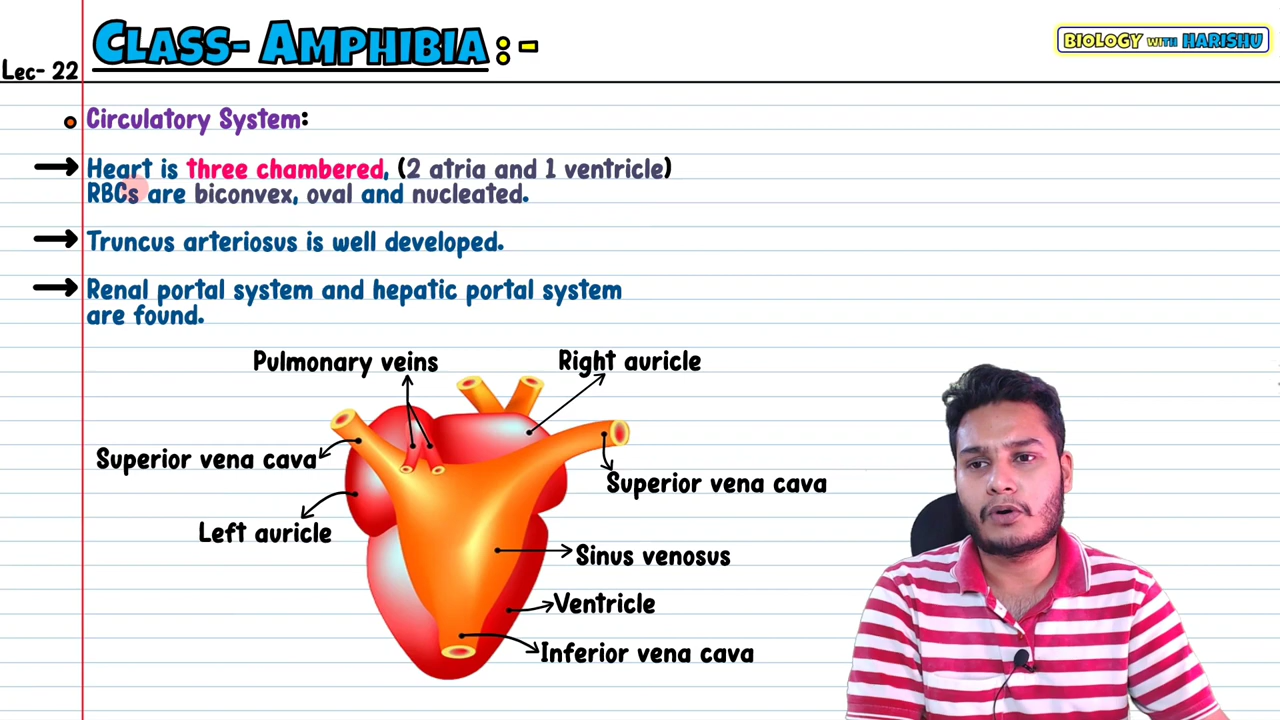 CLASS- AMPHIBIA :-
BIOLOGY WITH HARISHU
Lec- 22
Circulatory System:
Heart is three chambered, (2 atria and 1 ventricle)
RBCs are biconvex, oval and nucleated.
Truncus arteriosus is well developed.
Renal portal system and hepatic portal system
are found.
Pulmonary veins
Right auricle
Superior vena cava
Superior vena cava
Left auricle
Sinus venosus
Ventricle
Inferior vena cava